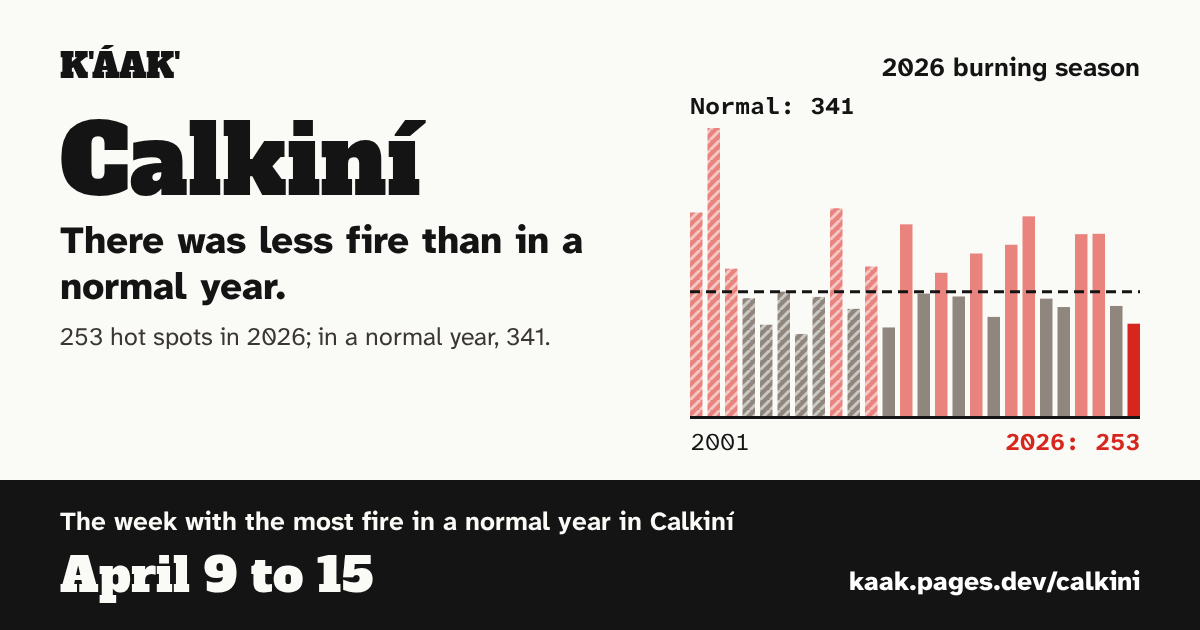 K'ÁAK'
2026 burning season
Calkiní
There was less fire than in a
normal year.
253 hot spots in 2026; in a normal year, 341.
Normal: 341
2001
2026: 253
The week with the most fire in a normal year in Calkiní
April 9 to 15
kaak.pages.dev/calkini